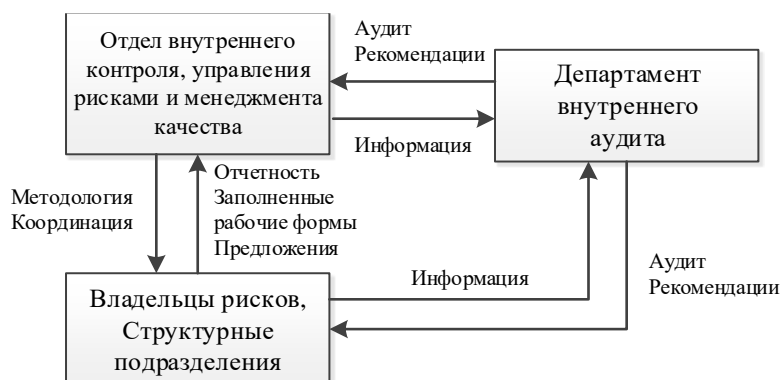 Отдел внутреннего
контроля, управления
рисками и менеджмента
качества
Аудит
Рекомендации
Департамент
внутреннего
аудита
Информация
Методология
Координация
Отчетность
Заполненные
рабочие формы
Предложения
Информация
Аудит
Рекомендации
Владельцы рисков,
Структурные
подразделения